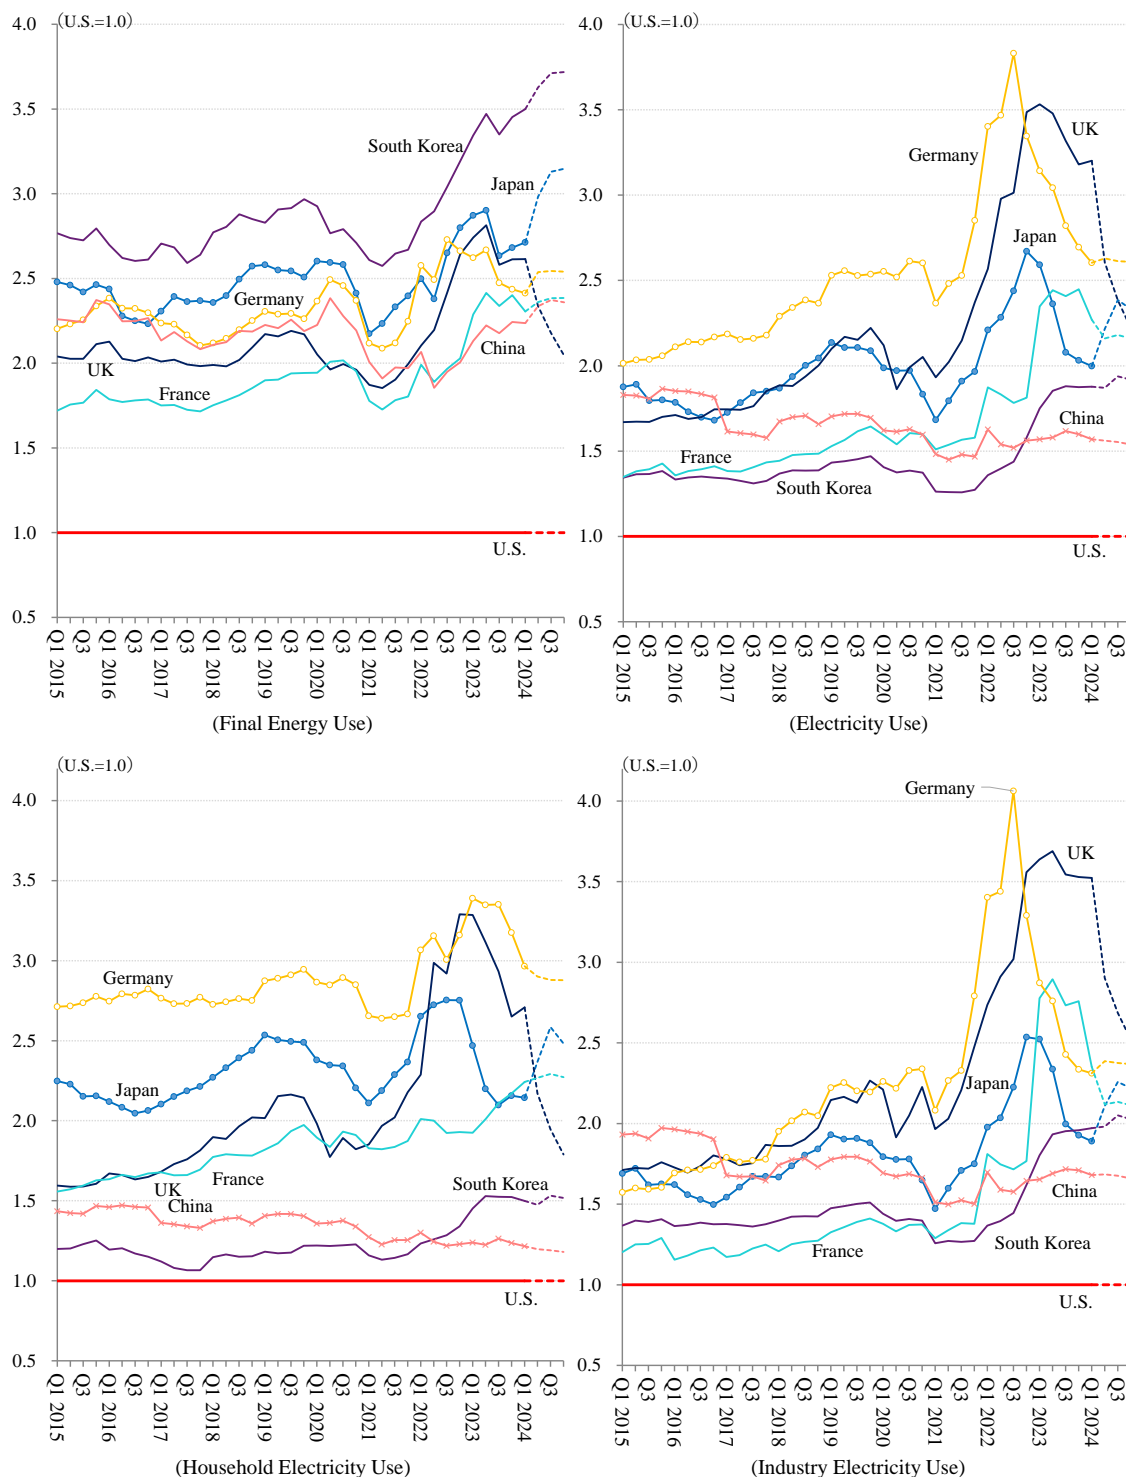 (U.S.=1.0)
4.0
3.5
3.0
2.5
2.0
1.5
1.0
0.5
South Korea
Japan
Germany
UK
France
China
U.S.
Q1 2015
Q3
Q1 2016
Q3
Q1 2017
Q3
Q1 2018
Q3
Q1 2019
Q3
Q1 2020
Q3
Q1 2021
Q3
Q1 2022
Q3
Q1 2023
Q3
Q1 2024
Q3
(Final Energy Use)
(U.S.=1.0)
4.0
3.5
3.0
2.5
2.0
1.5
1.0
0.5
UK
Germany
Japan
China
France
South Korea
U.S.
Q1 2015
Q3
Q1 2016
Q3
Q1 2017
Q3
Q1 2018
Q3
Q1 2019
Q3
Q1 2020
Q3
Q1 2021
Q3
Q1 2022
Q3
Q1 2023
Q3
Q1 2024
Q3
(Electricity Use)
(U.S.=1.0)
4.0
3.5
3.0
2.5
2.0
1.5
1.0
0.5
Germany
Japan
UK
France
China
South Korea
U.S.
Q1 2015
Q3
Q1 2016
Q3
Q1 2017
Q3
Q1 2018
Q3
Q1 2019
Q3
Q1 2020
Q3
Q1 2021
Q3
Q1 2022
Q3
Q1 2023
Q3
Q1 2024
Q3
(Household Electricity Use)
(U.S.=1.0)
4.0
3.5
3.0
2.5
2.0
1.5
1.0
0.5
Germany
UK
Japan
China
France
South Korea
U.S.
Q1 2015
Q3
Q1 2016
Q3
Q1 2017
Q3
Q1 2018
Q3
Q1 2019
Q3
Q1 2020
Q3
Q1 2021
Q3
Q1 2022
Q3
Q1 2023
Q3
Q1 2024
Q3
(Industry Electricity Use)